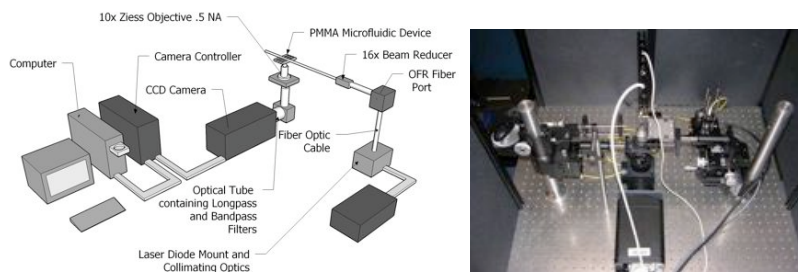 10x Ziess Objective .5 NA
PMMA Microfluidic Device
16x Beam Reducer
Camera Controller
Computer
OFR Fiber
Port
CCD Camera
Fiber Optic
Cable
Optical Tube
containing Longpass
and Bandpass
Filters
Laser Diode Mount and
Collimating Optics